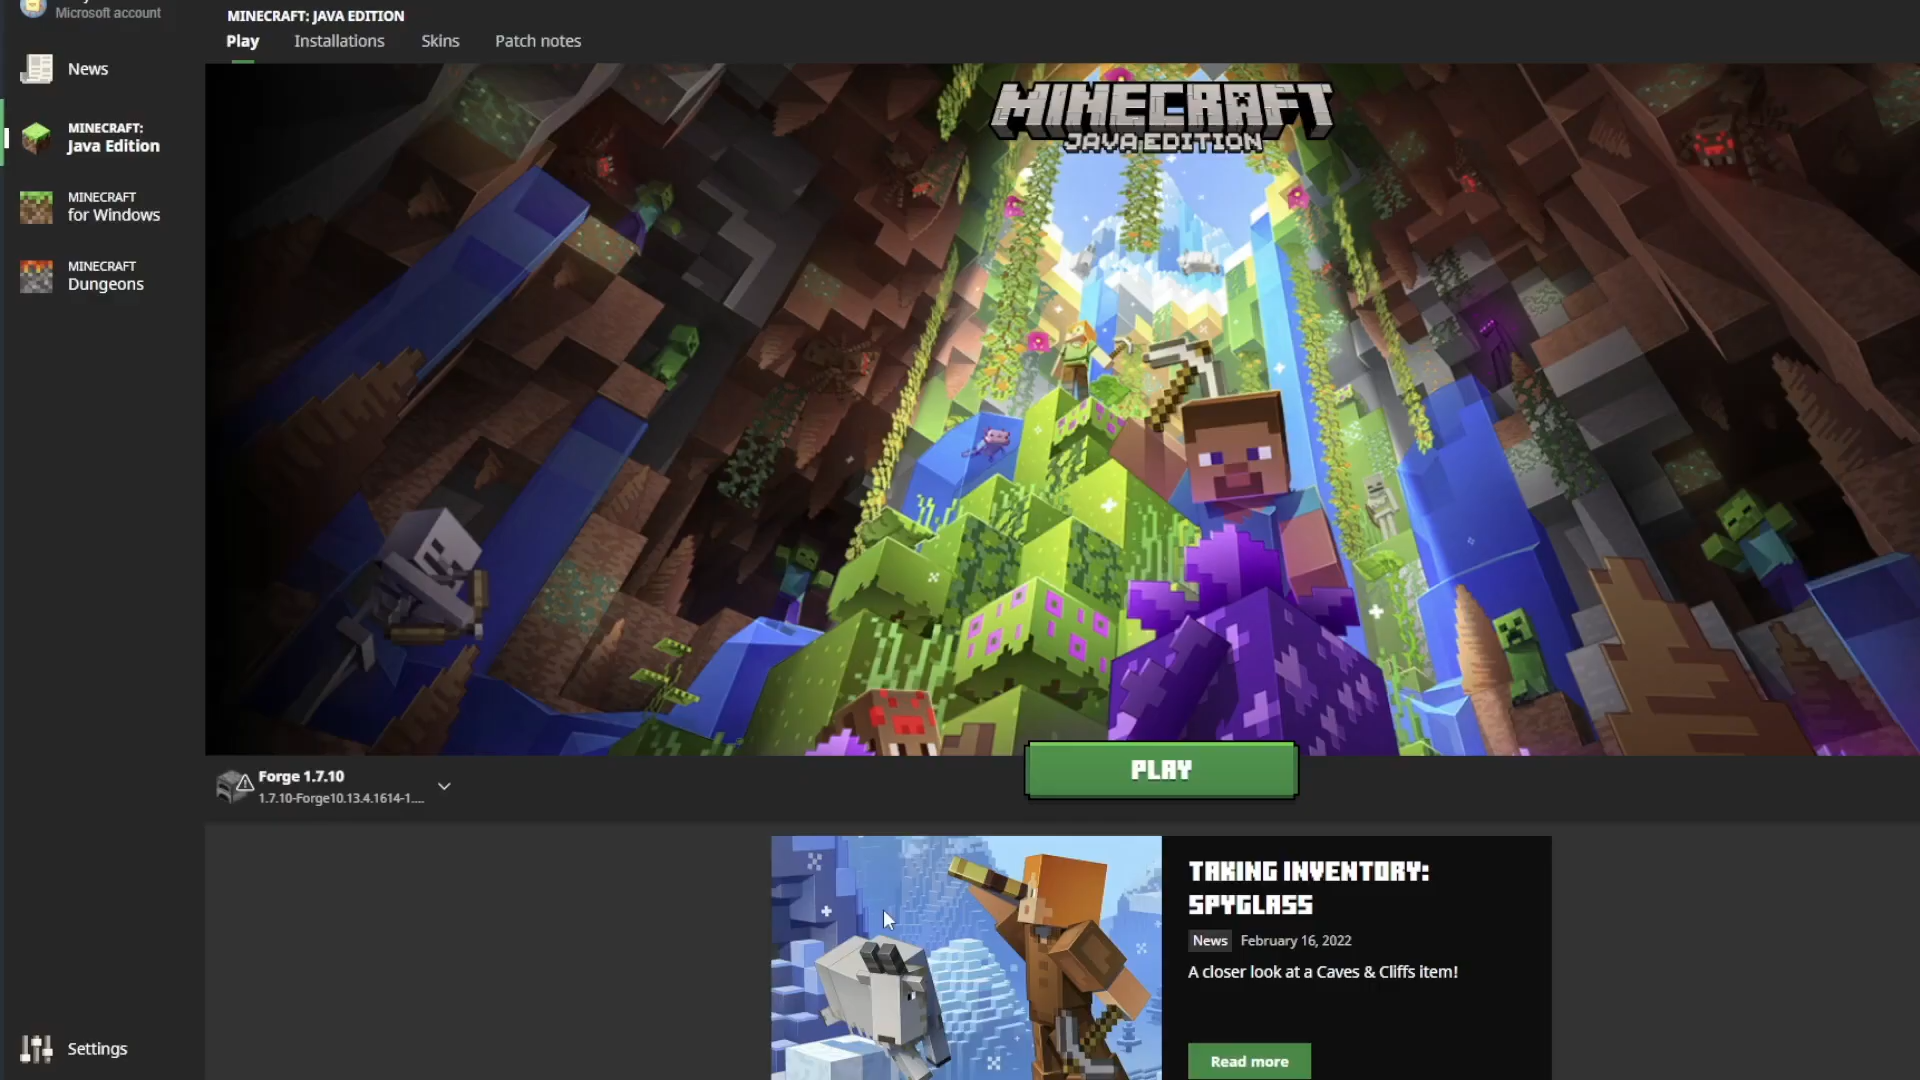 Microsoft account
News
MINECRAFT:
Java Edition
MINECRAFT
for Windows
MINECRAFT
Dungeons
Settings
MINECRAFT: JAVA EDITION
Play
Installations
Skins
Patch notes
MINECRAFT
JAVA EDITION
Forge 1.7.10
1.7.10-Forge10.13.4.1614-1....
PLAY
TAKING INVENTORY:
SPYGLASS
News
February 16, 2022
A closer look at a Caves & Cliffs item!
Read more